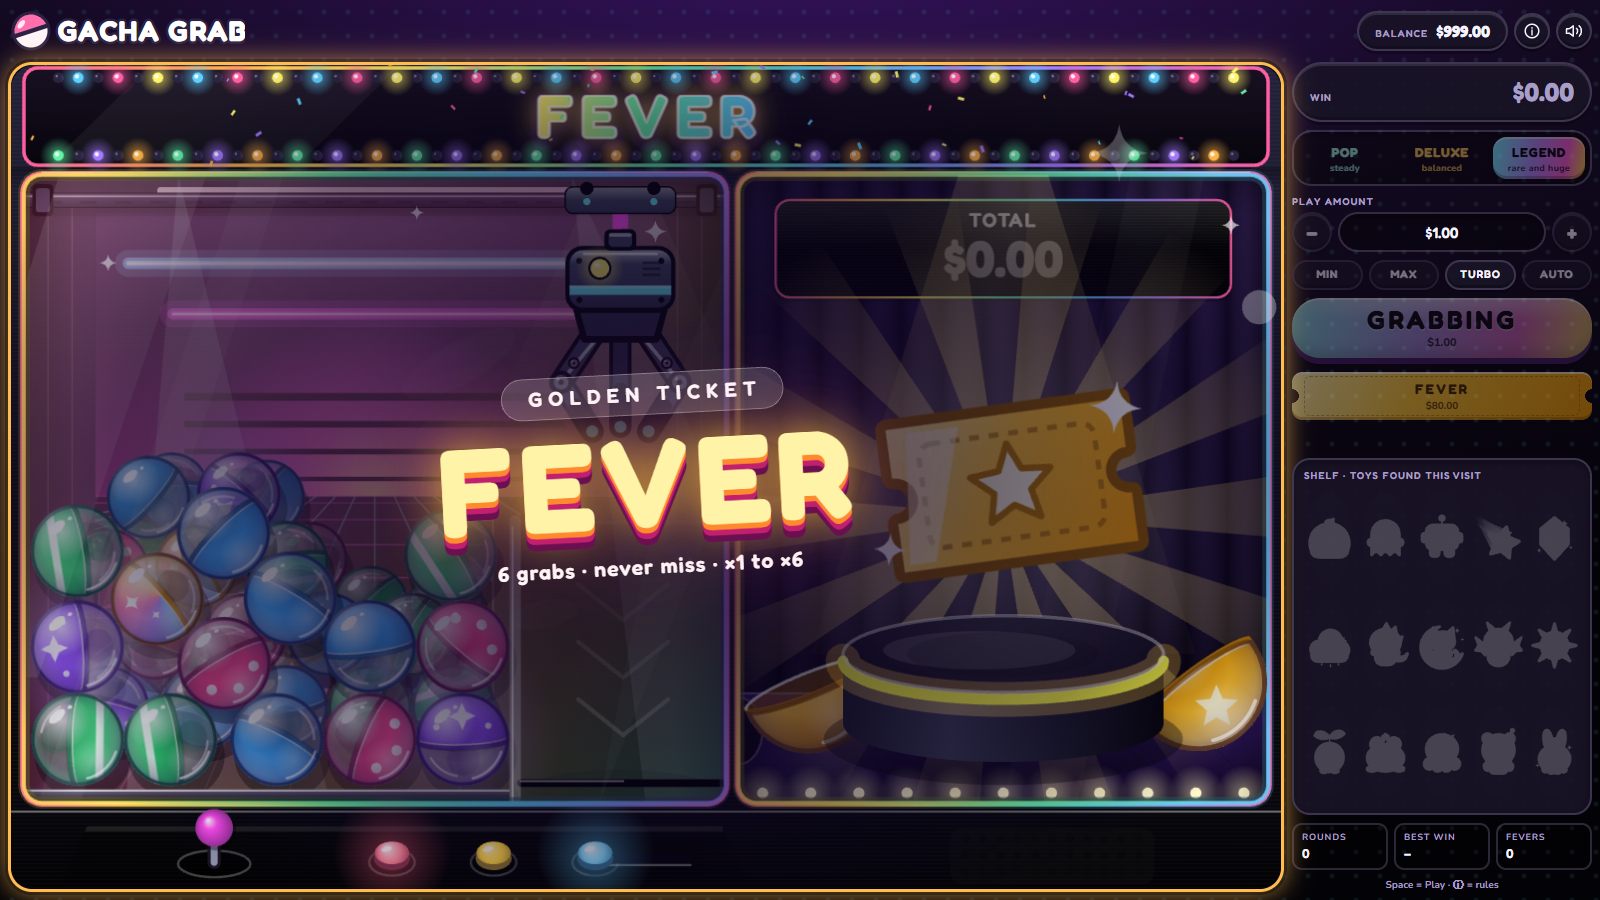 GACHA GRAB
BALANCE $999.00
FEVER
WIN $0.00
POP
steady
DELUXE
balanced
LEGEND
rare and huge
TOTAL
$0.00
PLAY AMOUNT
− $1.00 +
MIN MAX TURBO AUTO
GRABBING
$1.00
FEVER
$80.00
GOLDEN TICKET
FEVER
6 grabs · never miss · ×1 to ×6
SHELF · TOYS FOUND THIS VISIT
ROUNDS
0
BEST WIN
–
FEVERS
0
Space = Play · ⓘ = rules